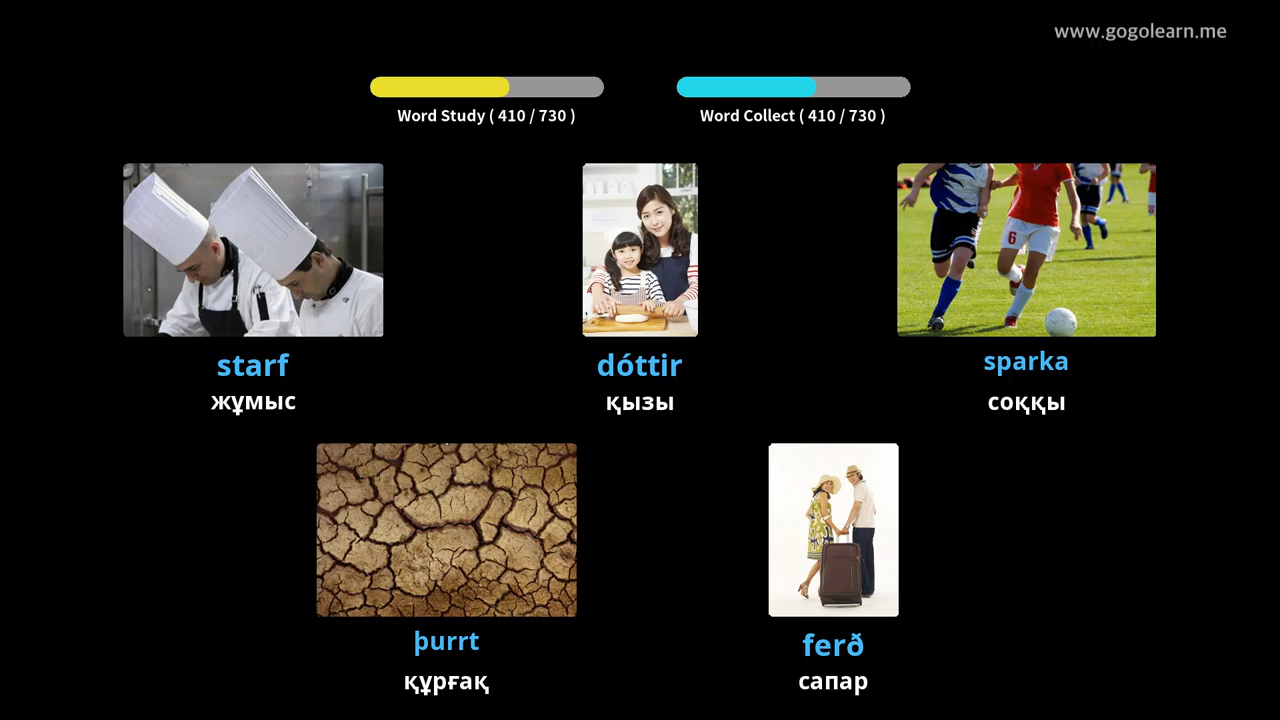 www.gogolearn.me
Word Study ( 410 / 730 )
Word Collect ( 410 / 730 )
starf
жұмыс
dóttir
қызы
6
sparka
соққы
þurrt
құрғақ
ferð
сапар